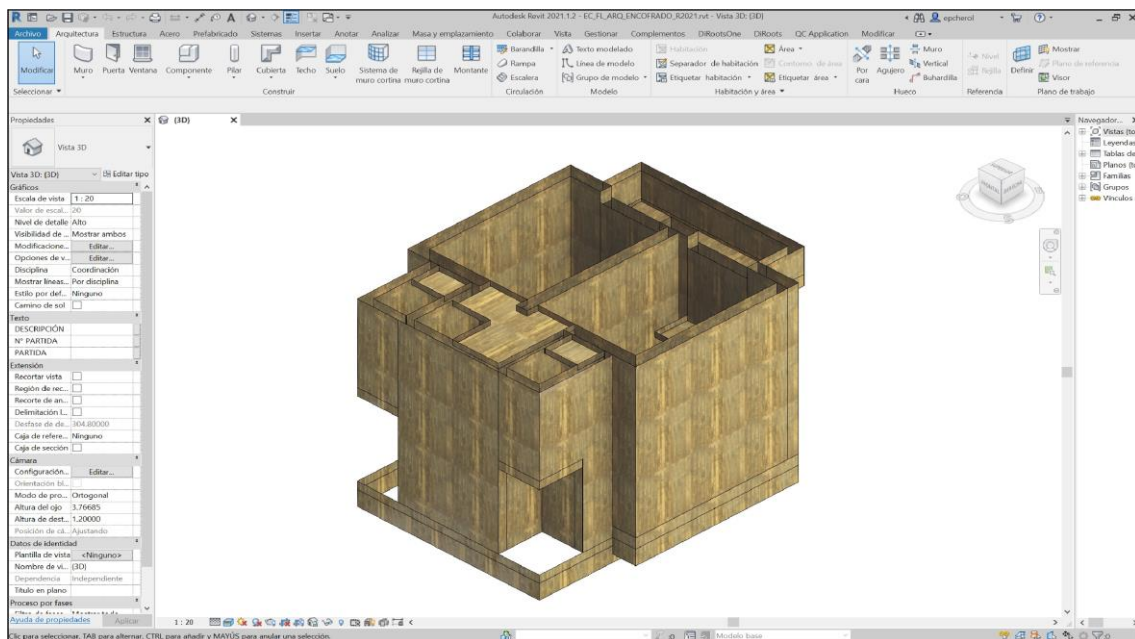 Autodesk Revit 2021.1.2 - EC_FL_ARQ_ENCOFRADO_R2021.rvt - Vista 3D: {3D}
epcherol
Archivo Arquitectura Estructura Acero Prefabricado Sistemas Insertar Anotar Analizar Masa y emplazamiento Colaborar Vista Gestionar Complementos DiRootsOne DiRoots QC Application Modificar
Modificar
Muro Puerta Ventana Componente Pilar Cubierta Techo Suelo Sistema de muro cortina Rejilla de muro cortina Montante
Barandilla
Rampa
Escalera
Texto modelado
Línea de modelo
Grupo de modelo
Habitación
Separador de habitación
Etiquetar habitación
Área
Contorno de área
Etiquetar área
Por cara
Agujero
Muro
Vertical
Buhardilla
Nivel
Rejilla
Definir
Mostrar
Plano de referencia
Visor
Seleccionar
Construir
Circulación
Modelo
Habitación y área
Hueco
Referencia
Plano de trabajo
Propiedades
{3D}
Vista 3D
Vista 3D: {3D} Editar tipo
Gráficos
Escala de vista 1 : 20
Valor de escal... 20
Nivel de detalle Alto
Visibilidad de ... Mostrar ambos
Modificacione... Editar...
Opciones de v... Editar...
Disciplina Coordinación
Mostrar líneas... Por disciplina
Estilo por def... Ninguno
Camino de sol
Texto
DESCRIPCIÓN
N° PARTIDA
PARTIDA
Extensión
Recortar vista
Región de rec...
Recorte de an...
Delimitación l...
Desfase de de... 304.80000
Caja de refere... Ninguno
Caja de sección
Cámara
Configuración... Editar...
Orientación bl...
Modo de pro... Ortogonal
Altura del ojo 3.76685
Altura de dest... 1.20000
Posición de cá... Ajustando
Datos de identidad
Plantilla de vista <Ninguno>
Nombre de vi... {3D}
Dependencia Independiente
Título en plano
Proceso por fases
Ayuda de propiedades Aplicar
Navegador...
Vistas (to
Leyendas
Tablas de
Planos (t
Familias
Grupos
Vínculos
1 : 20
Clic para seleccionar, TAB para alternar, CTRL para añadir y MAYÚS para anular una selección.
Modelo base